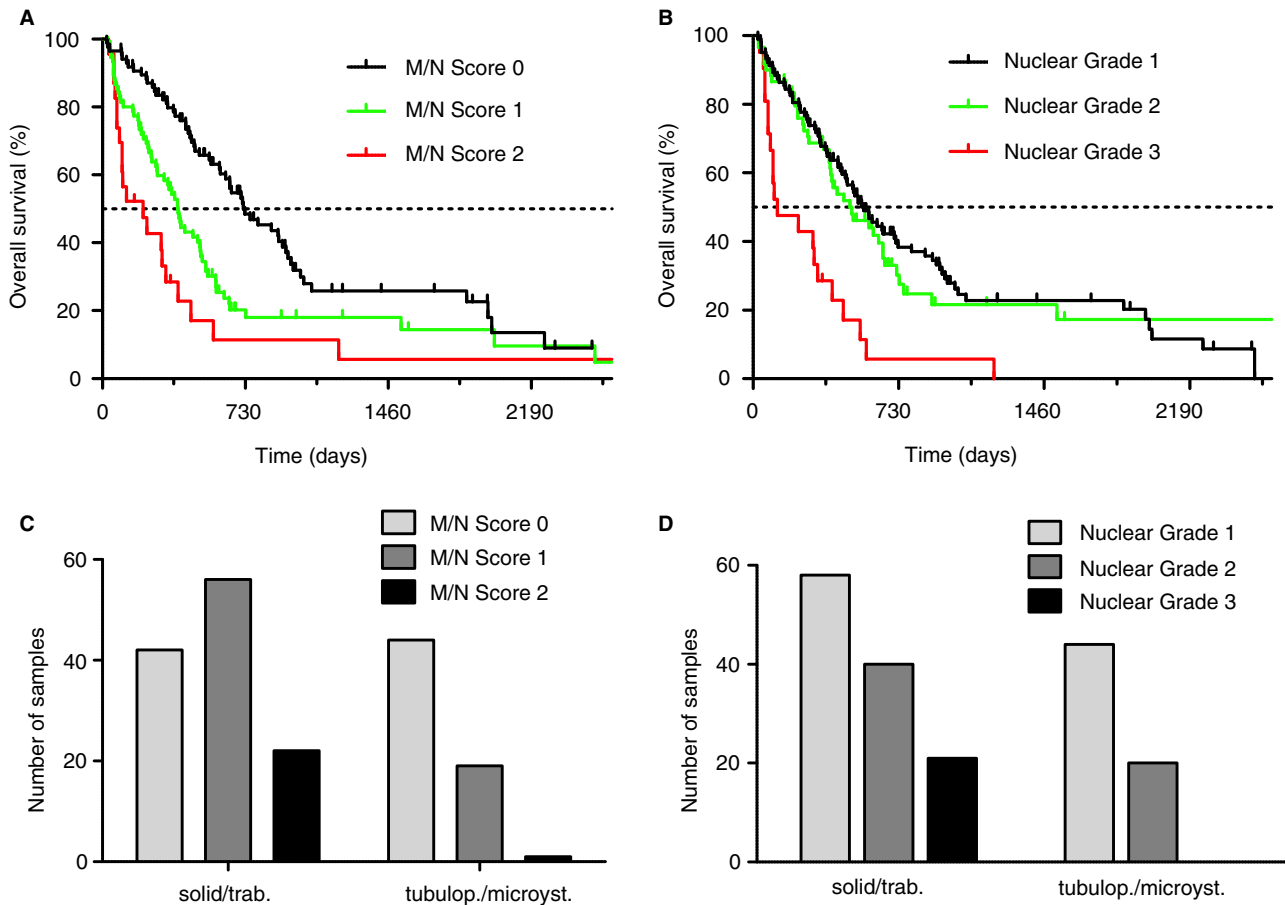 A
100
80
60
40
20
0
Overall survival (%)
M/N Score 0
M/N Score 1
M/N Score 2
0 730 1460 2190
Time (days)
B
100
80
60
40
20
0
Overall survival (%)
Nuclear Grade 1
Nuclear Grade 2
Nuclear Grade 3
0 730 1460 2190
Time (days)
C
M/N Score 0
M/N Score 1
M/N Score 2
60
40
20
0
Number of samples
solid/trab. tubulop./microyst.
D
Nuclear Grade 1
Nuclear Grade 2
Nuclear Grade 3
60
40
20
0
Number of samples
solid/trab. tubulop./microyst.